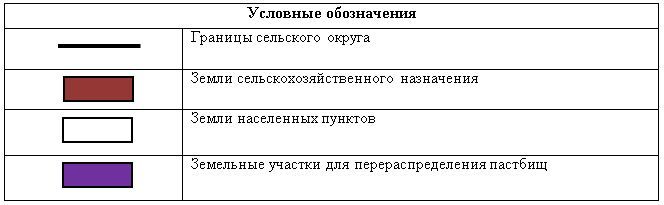 Условные обозначения
Границы сельского округа
Земли сельскохозяйственного назначения
Земли населенных пунктов
Земельные участки для перераспределения пастбищ